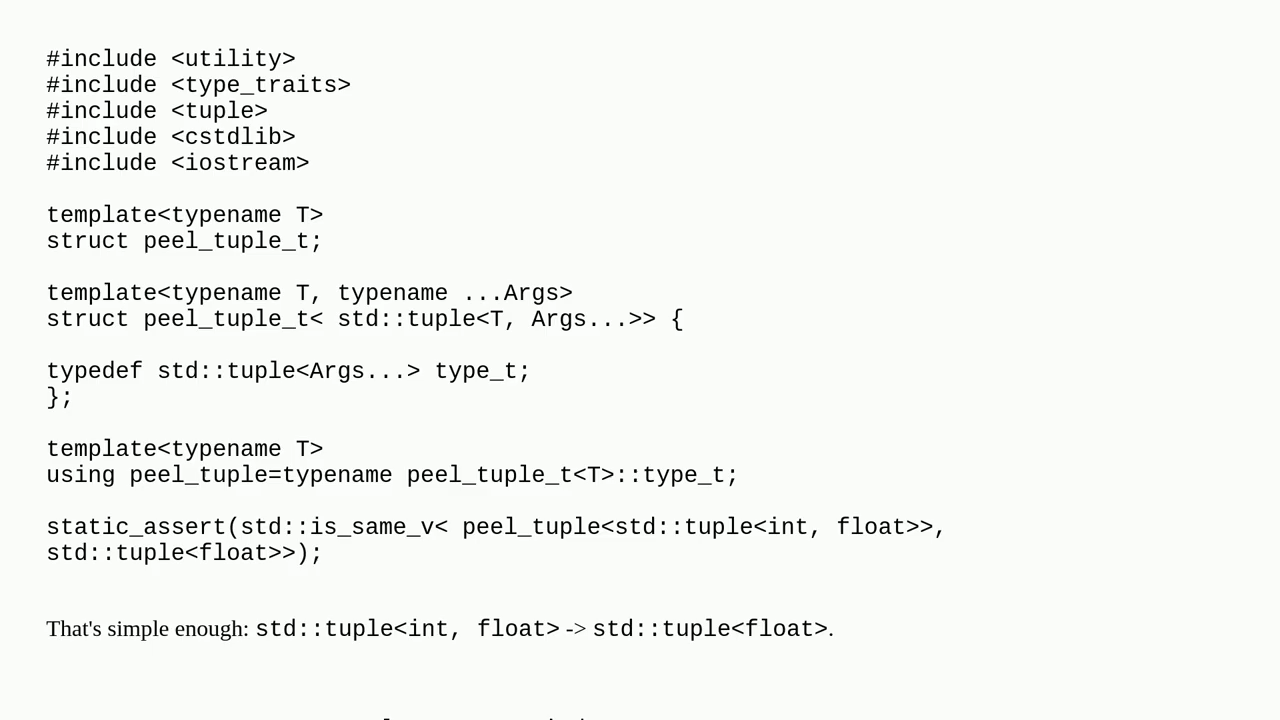 #include <utility>
#include <type_traits>
#include <tuple>
#include <cstdlib>
#include <iostream>
template<typename T>
struct peel_tuple_t;
template<typename T, typename ...Args>
struct peel_tuple_t< std::tuple<T, Args...>> {
typedef std::tuple<Args...> type_t;
};
template<typename T>
using peel_tuple=typename peel_tuple_t<T>::type_t;
static_assert(std::is_same_v< peel_tuple<std::tuple<int, float>>,
std::tuple<float>>);
That's simple enough: std::tuple<int, float> -> std::tuple<float>.